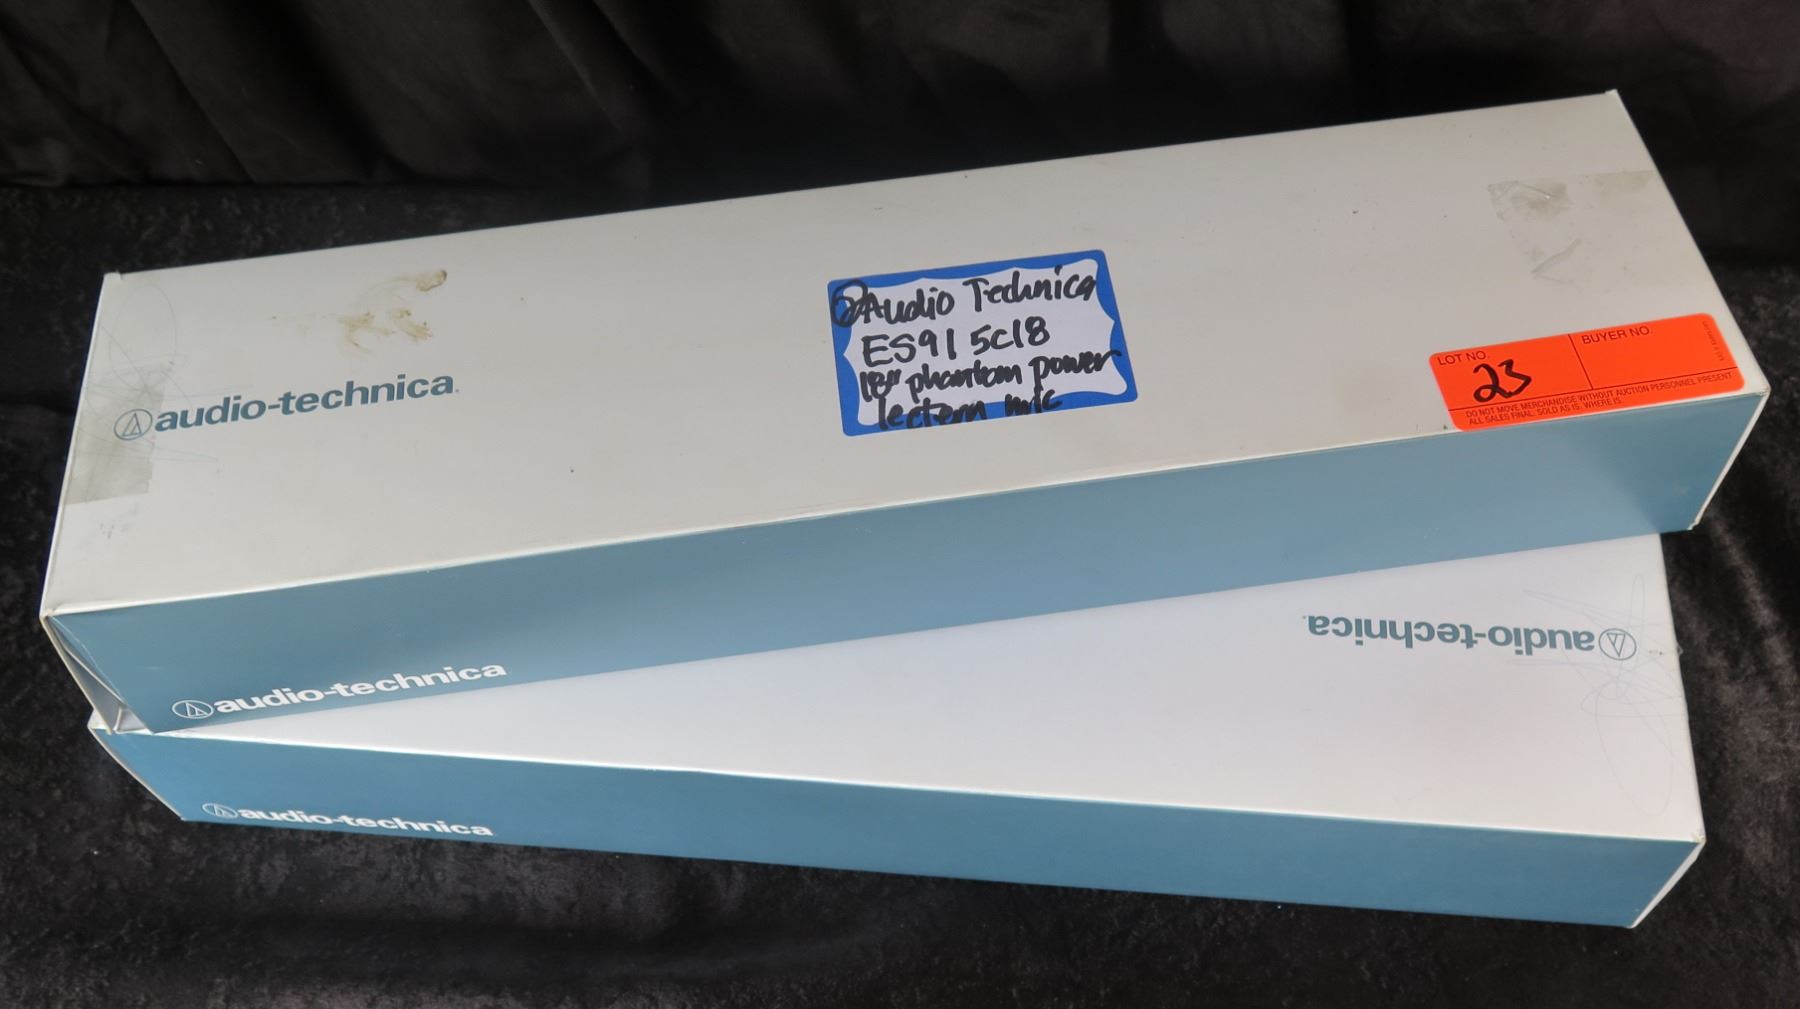 audio-technica
② Audio Technica
ES915C18
18" phantom power
lectern mic
LOT NO. 23
BUYER NO.
DO NOT MOVE MERCHANDISE WITHOUT AUCTION PERSONNEL PRESENT
ALL SALES FINAL. SOLD AS IS. WHERE IS.
audio-technica
audio-technica
audio-technica